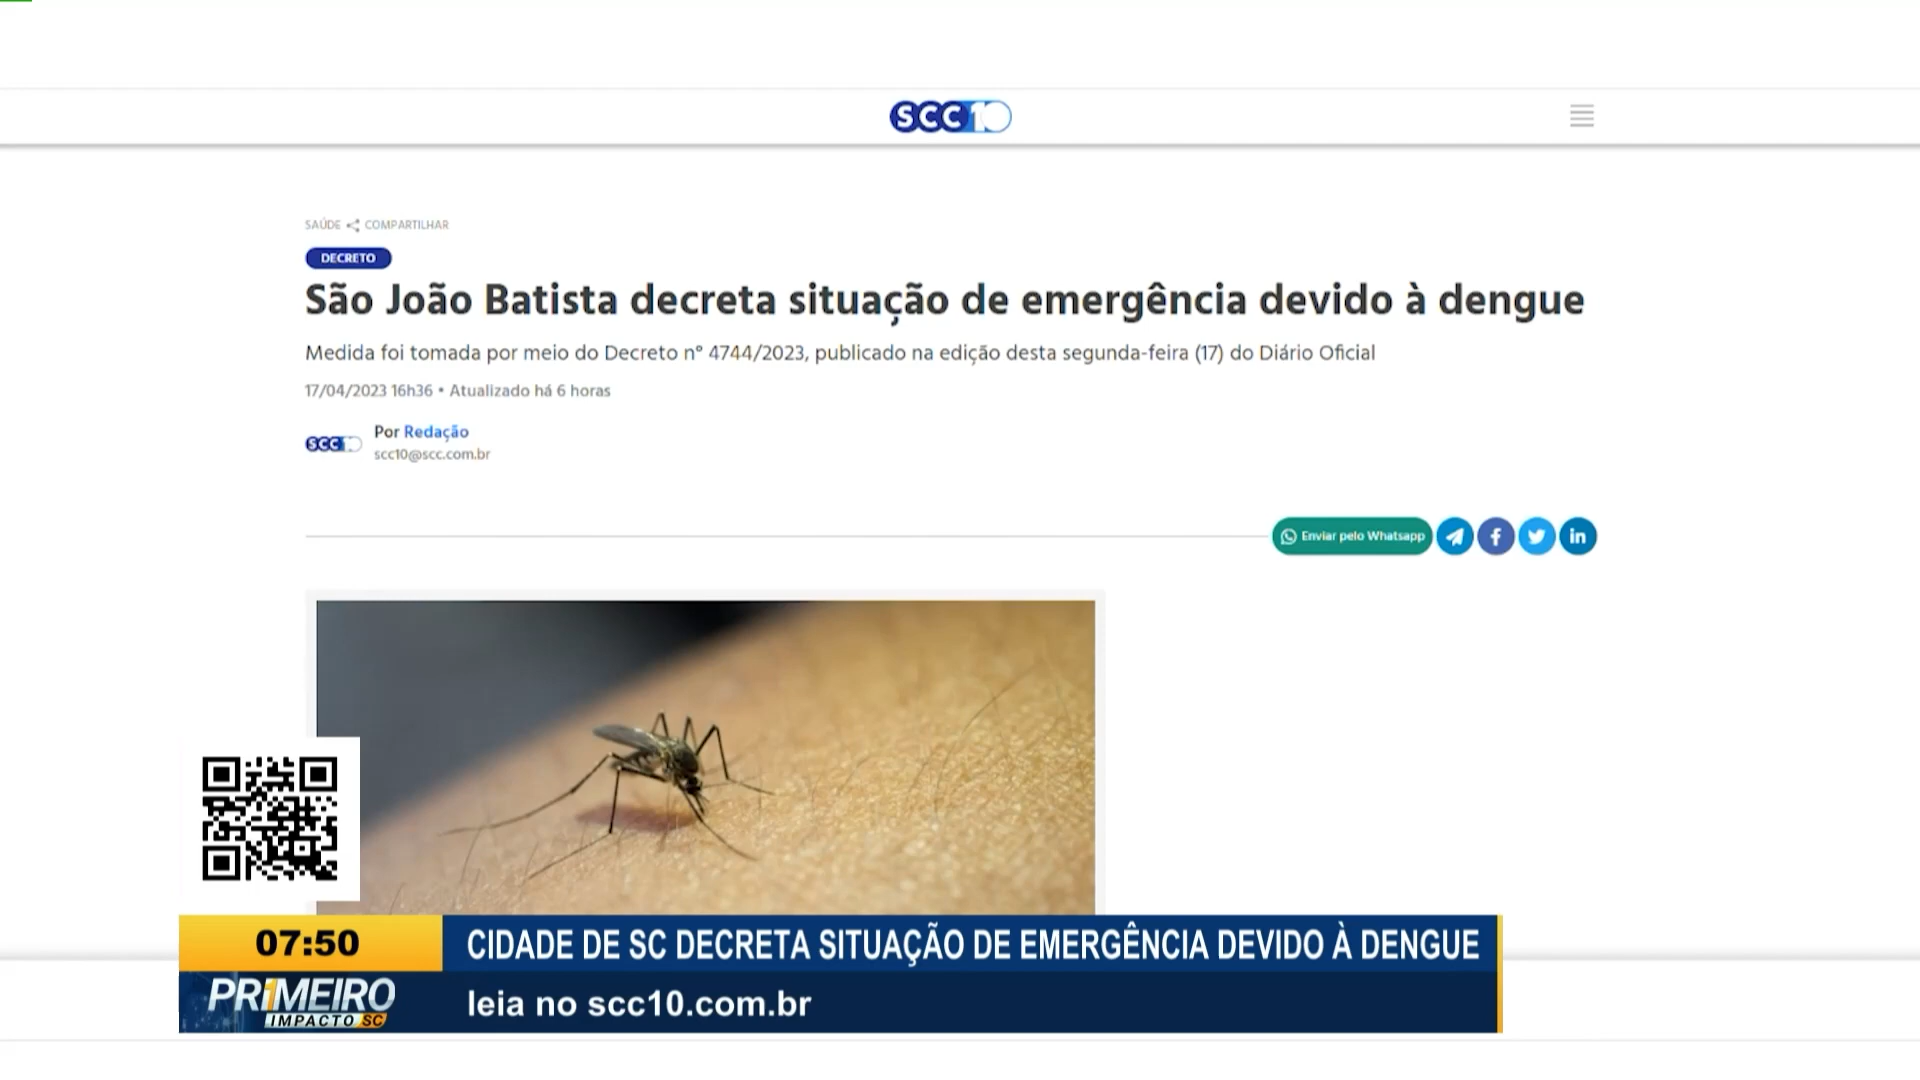 SCC10
SAÚDE COMPARTILHAR
DECRETO
São João Batista decreta situação de emergência devido à dengue
Medida foi tomada por meio do Decreto nº 4744/2023, publicado na edição desta segunda-feira (17) do Diário Oficial
17/04/2023 16h36 • Atualizado há 6 horas
SCC10
Por Redação
scc10@scc.com.br
Enviar pelo Whatsapp
07:50
CIDADE DE SC DECRETA SITUAÇÃO DE EMERGÊNCIA DEVIDO À DENGUE
PRIMEIRO
IMPACTO SC
leia no scc10.com.br